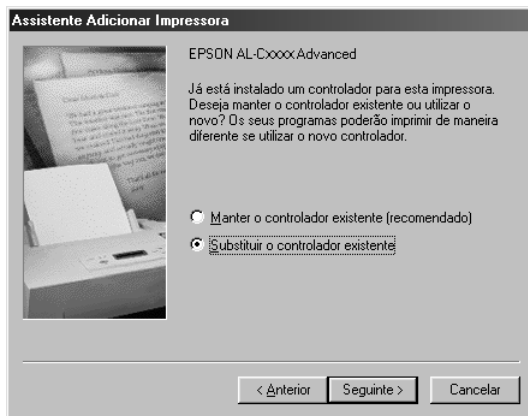 Assistente Adicionar Impressora
EPSON AL-Cxxxx Advanced
Já está instalado um controlador para esta impressora.
Deseja manter o controlador existente ou utilizar o
novo? Os seus programas poderão imprimir de maneira
diferente se utilizar o novo controlador.
Manter o controlador existente (recomendado)
Substituir o controlador existente
< Anterior
Seguinte >
Cancelar